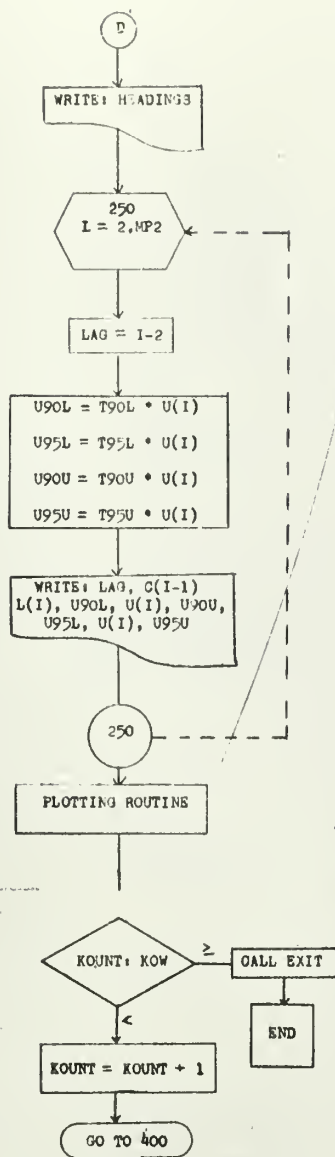 D
WRITE: HEADINGS
250
L = 2,MP2
LAG = I-2
U90L = T90L * U(I)
U95L = T95L * U(I)
U90U = T90U * U(I)
U95U = T95U * U(I)
WRITE: LAG, C(I-1)
L(I), U90L, U(I), U90U,
U95L, U(I), U95U
250
PLOTTING ROUTINE
KOUNT: KOW
≥
CALL EXIT
<
END
KOUNT = KOUNT + 1
GO TO 400